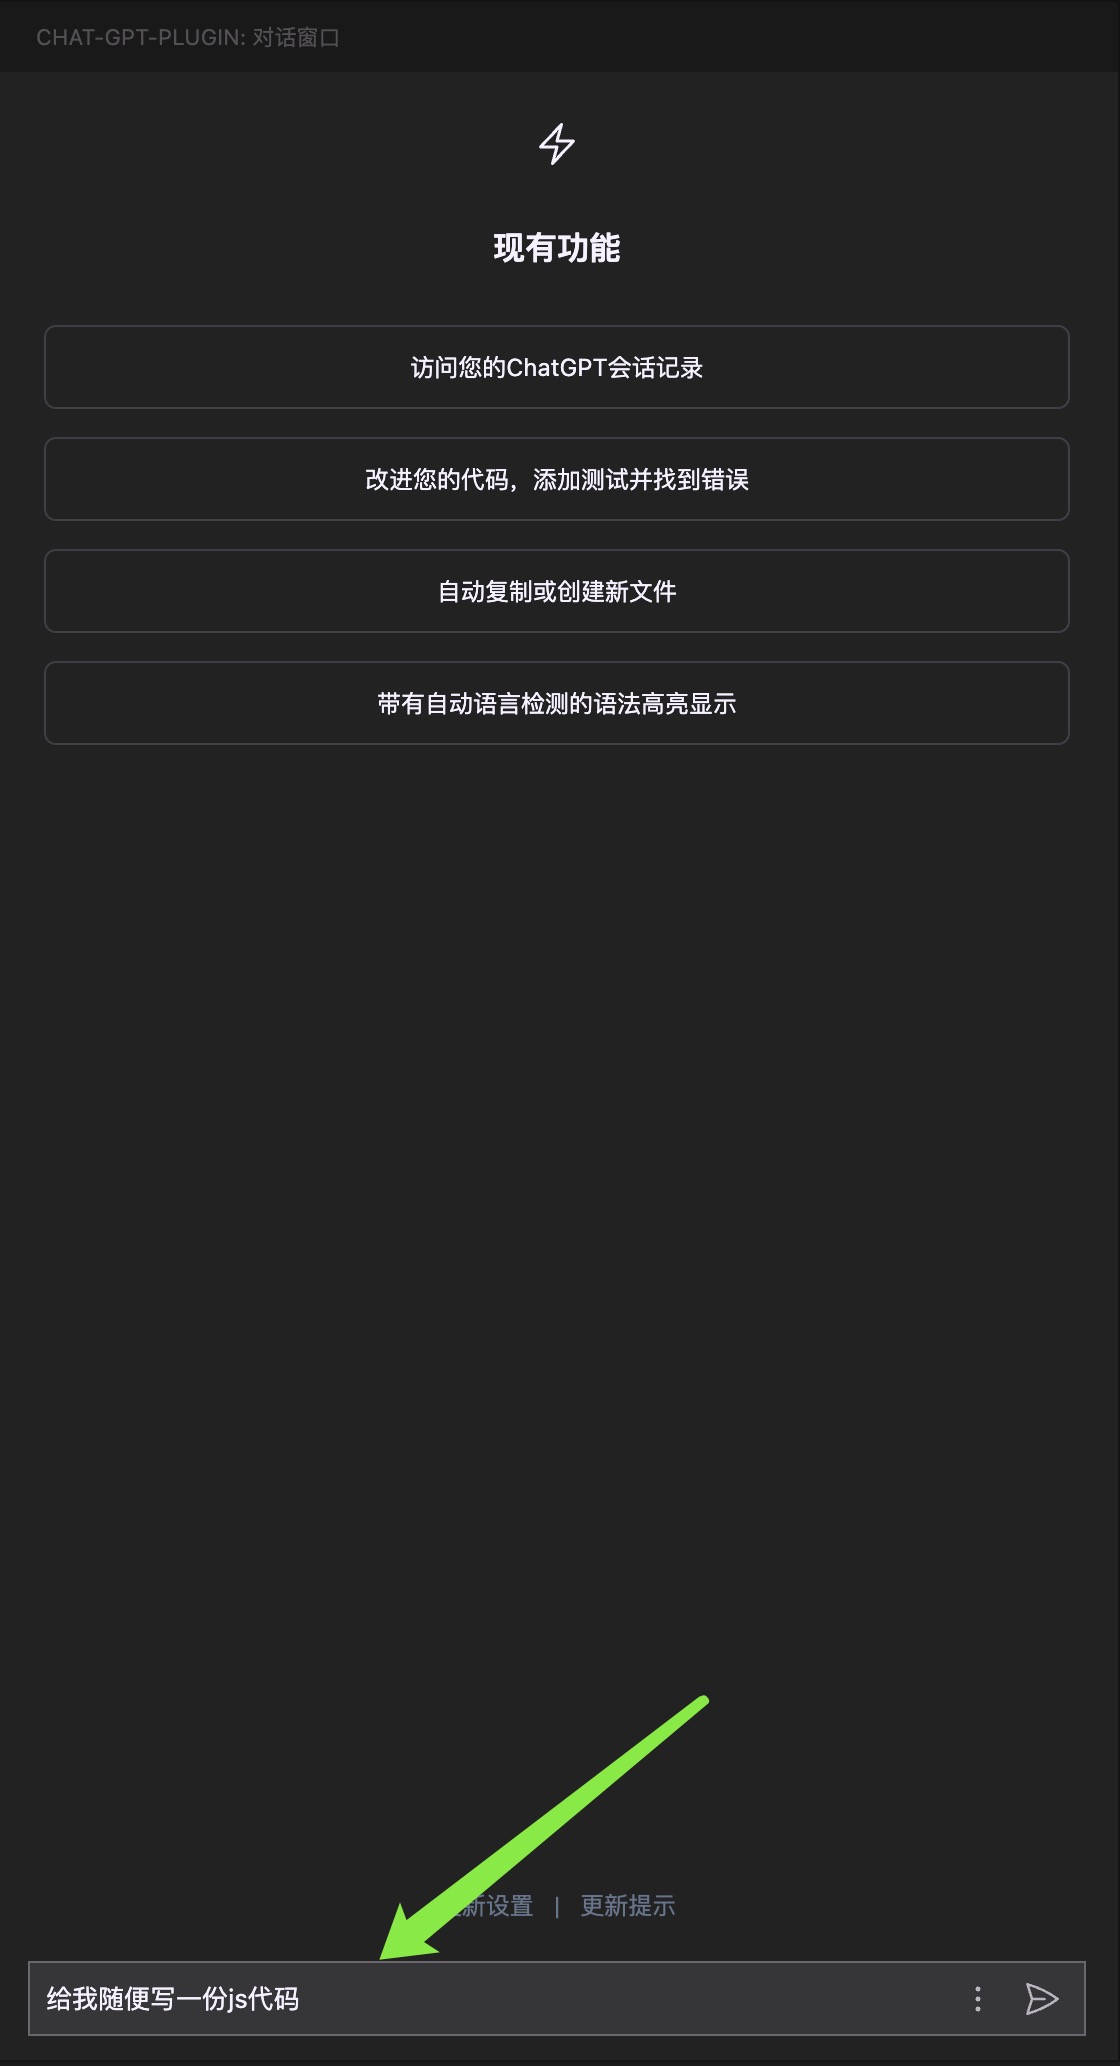 CHAT-GPT-PLUGIN: 对话窗口
现有功能
访问您的ChatGPT会话记录
改进您的代码，添加测试并找到错误
自动复制或创建新文件
带有自动语言检测的语法高亮显示
新设置 | 更新提示
给我随便写一份js代码